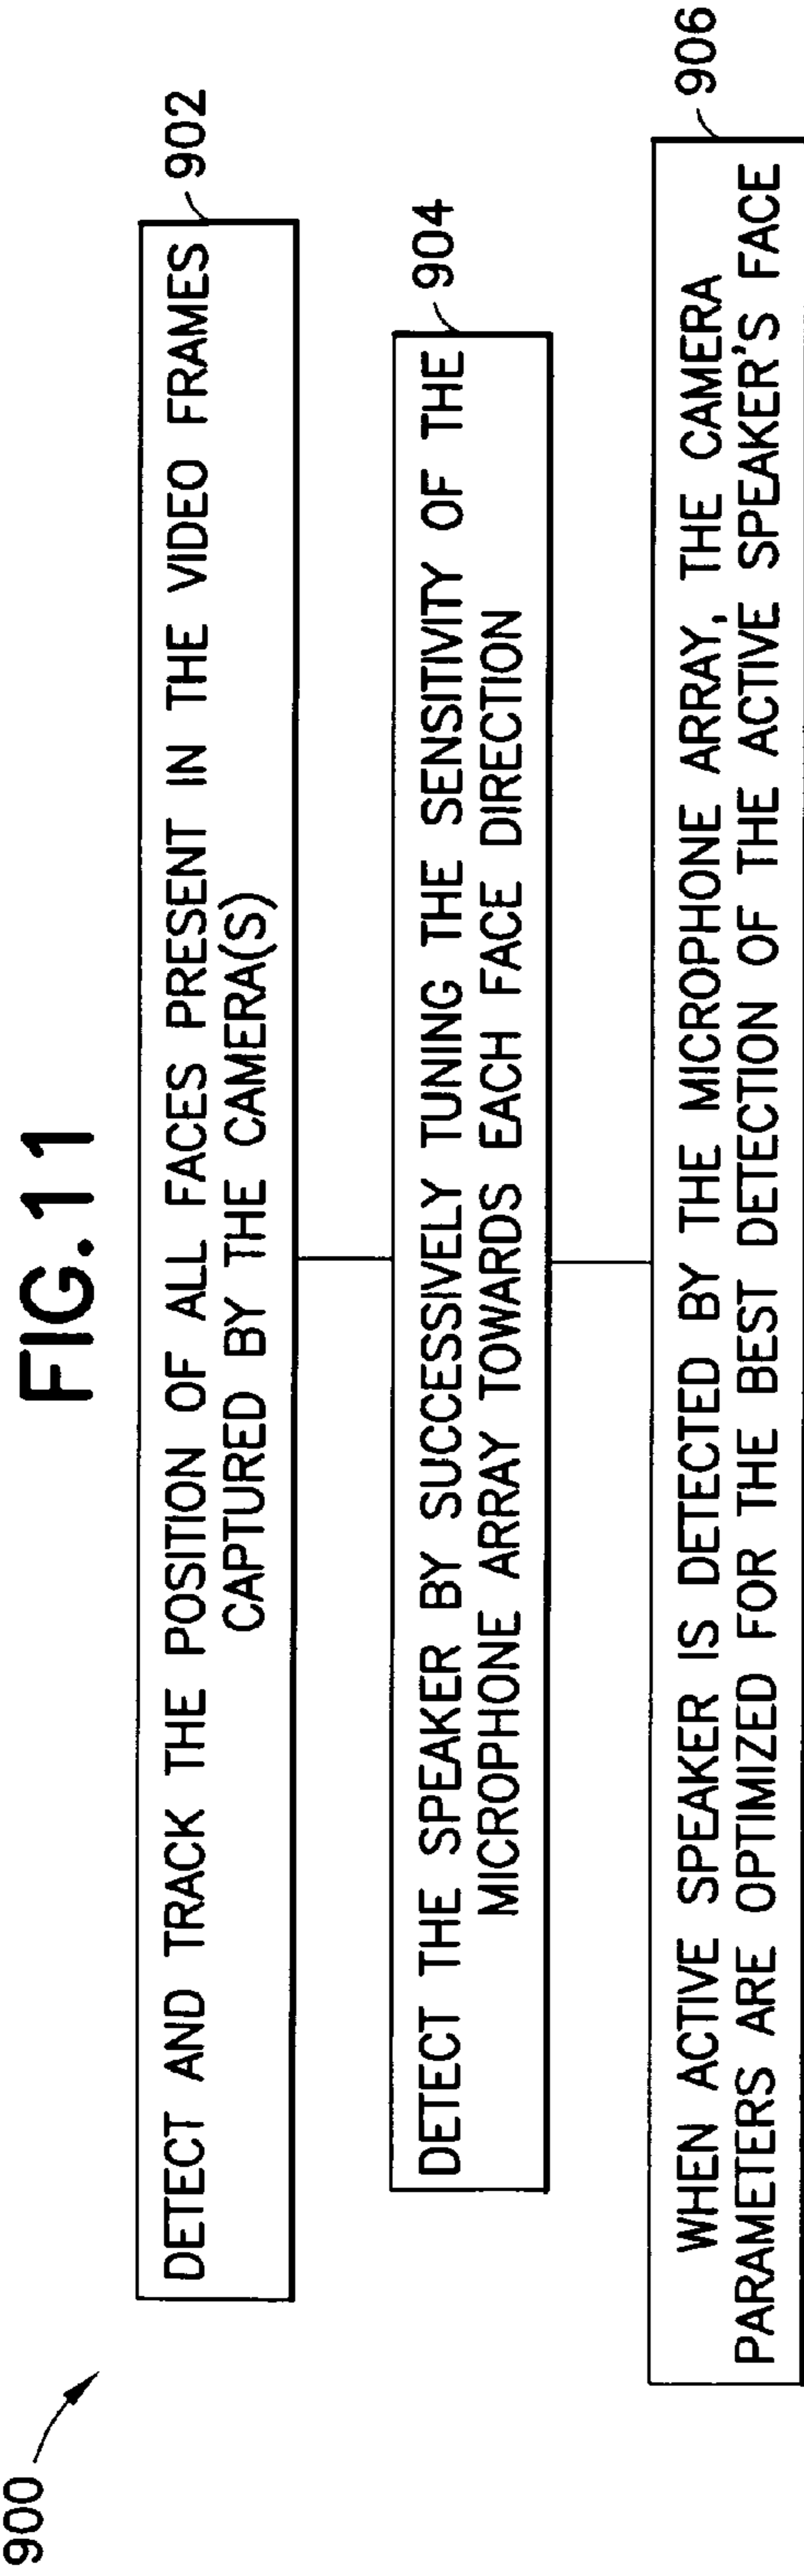 FIG.11
900
DETECT AND TRACK THE POSITION OF ALL FACES PRESENT IN THE VIDEO FRAMES
CAPTURED BY THE CAMERA(S)
902
DETECT THE SPEAKER BY SUCCESSIVELY TUNING THE SENSITIVITY OF THE
MICROPHONE ARRAY TOWARDS EACH FACE DIRECTION
904
WHEN ACTIVE SPEAKER IS DETECTED BY THE MICROPHONE ARRAY, THE CAMERA
PARAMETERS ARE OPTIMIZED FOR THE BEST DETECTION OF THE ACTIVE SPEAKER'S FACE
906